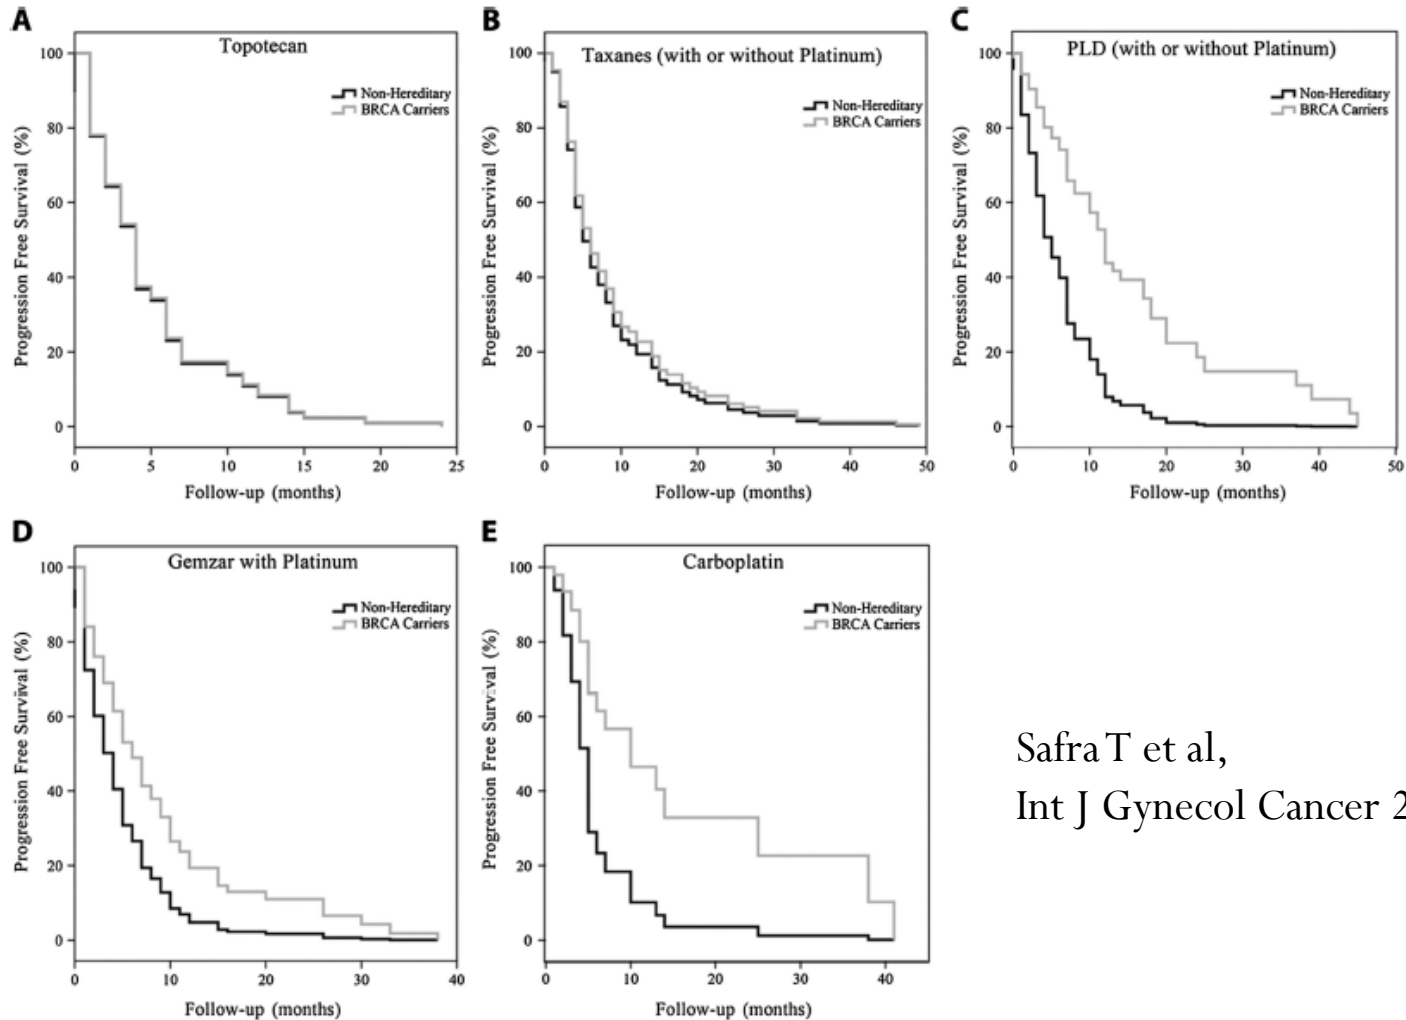 A
Topotecan
Non-Hereditary
BRCA Carriers
Progression Free Survival (%)
100
80
60
40
20
0
0 5 10 15 20 25
Follow-up (months)
B
Taxanes (with or without Platinum)
Non-Hereditary
BRCA Carriers
Progression Free Survival (%)
100
80
60
40
20
0
0 10 20 30 40 50
Follow-up (months)
C
PLD (with or without Platinum)
Non-Hereditary
BRCA Carriers
Progression Free Survival (%)
100
80
60
40
20
0
0 10 20 30 40 50
Follow-up (months)
D
Gemzar with Platinum
Non-Hereditary
BRCA Carriers
Progression Free Survival (%)
100
80
60
40
20
0
0 10 20 30 40
Follow-up (months)
E
Carboplatin
Non-Hereditary
BRCA Carriers
Progression Free Survival (%)
100
80
60
40
20
0
0 10 20 30 40
Follow-up (months)
Safra T et al,
Int J Gynecol Cancer 2